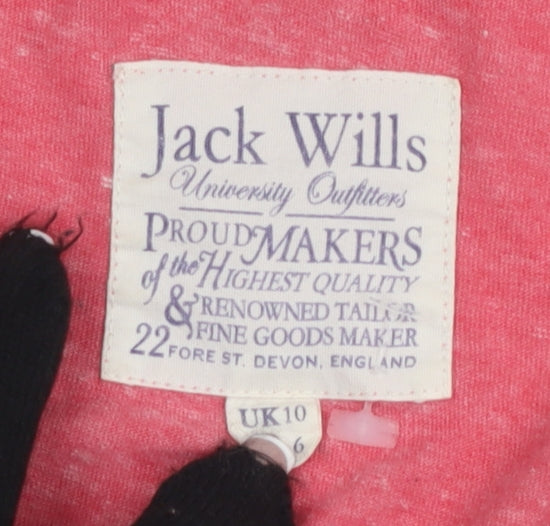 Jack Wills
University Outfitters
PROUD MAKERS
of the HIGHEST QUALITY
& RENOWNED TAILOR
FINE GOODS MAKER
22 FORE ST. DEVON, ENGLAND
UK 10
6